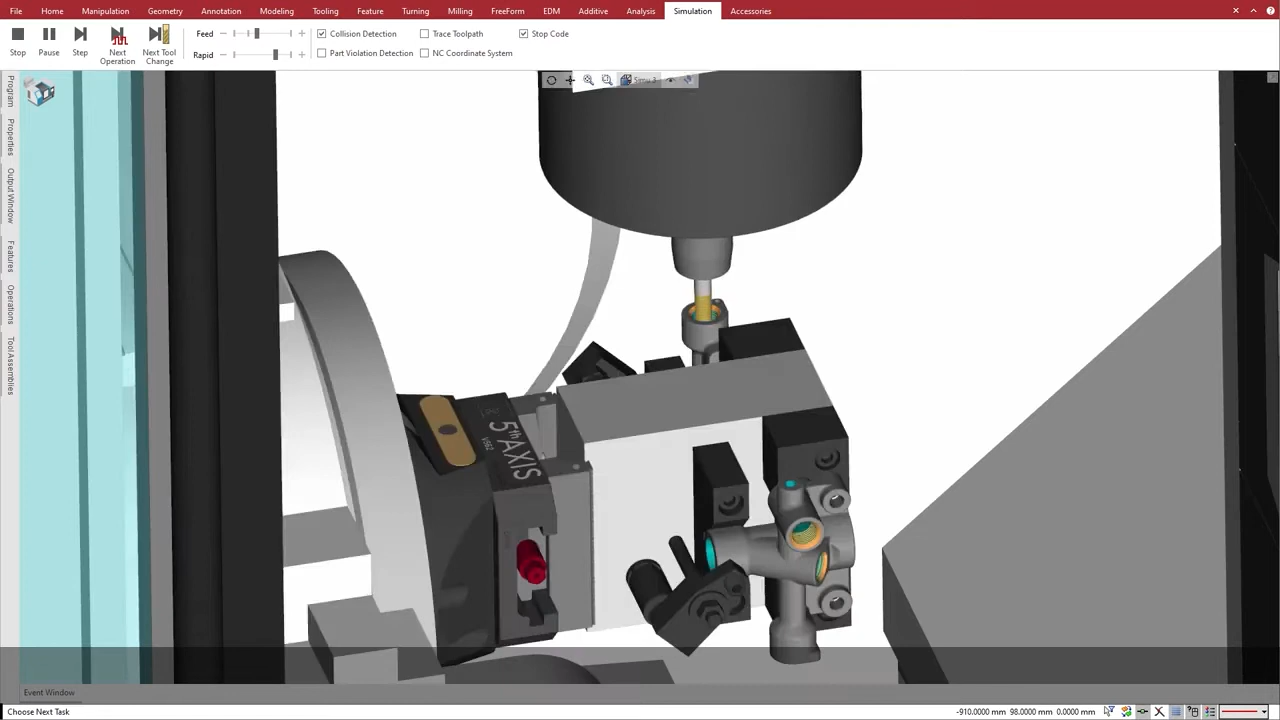 File Home Manipulation Geometry Annotation Modeling Tooling Feature Turning Milling FreeForm EDM Additive Analysis Simulation Accessories
Stop Pause Step Next Operation Next Tool Change
Feed
Rapid
Collision Detection Trace Toolpath Stop Code
Part Violation Detection NC Coordinate System
Simu 3
Program
Properties
Output Window
Features
Operations
Tool Assemblies
5th AXIS
V562
Event Window
Choose Next Task
-910.0000 mm 98.0000 mm 0.0000 mm